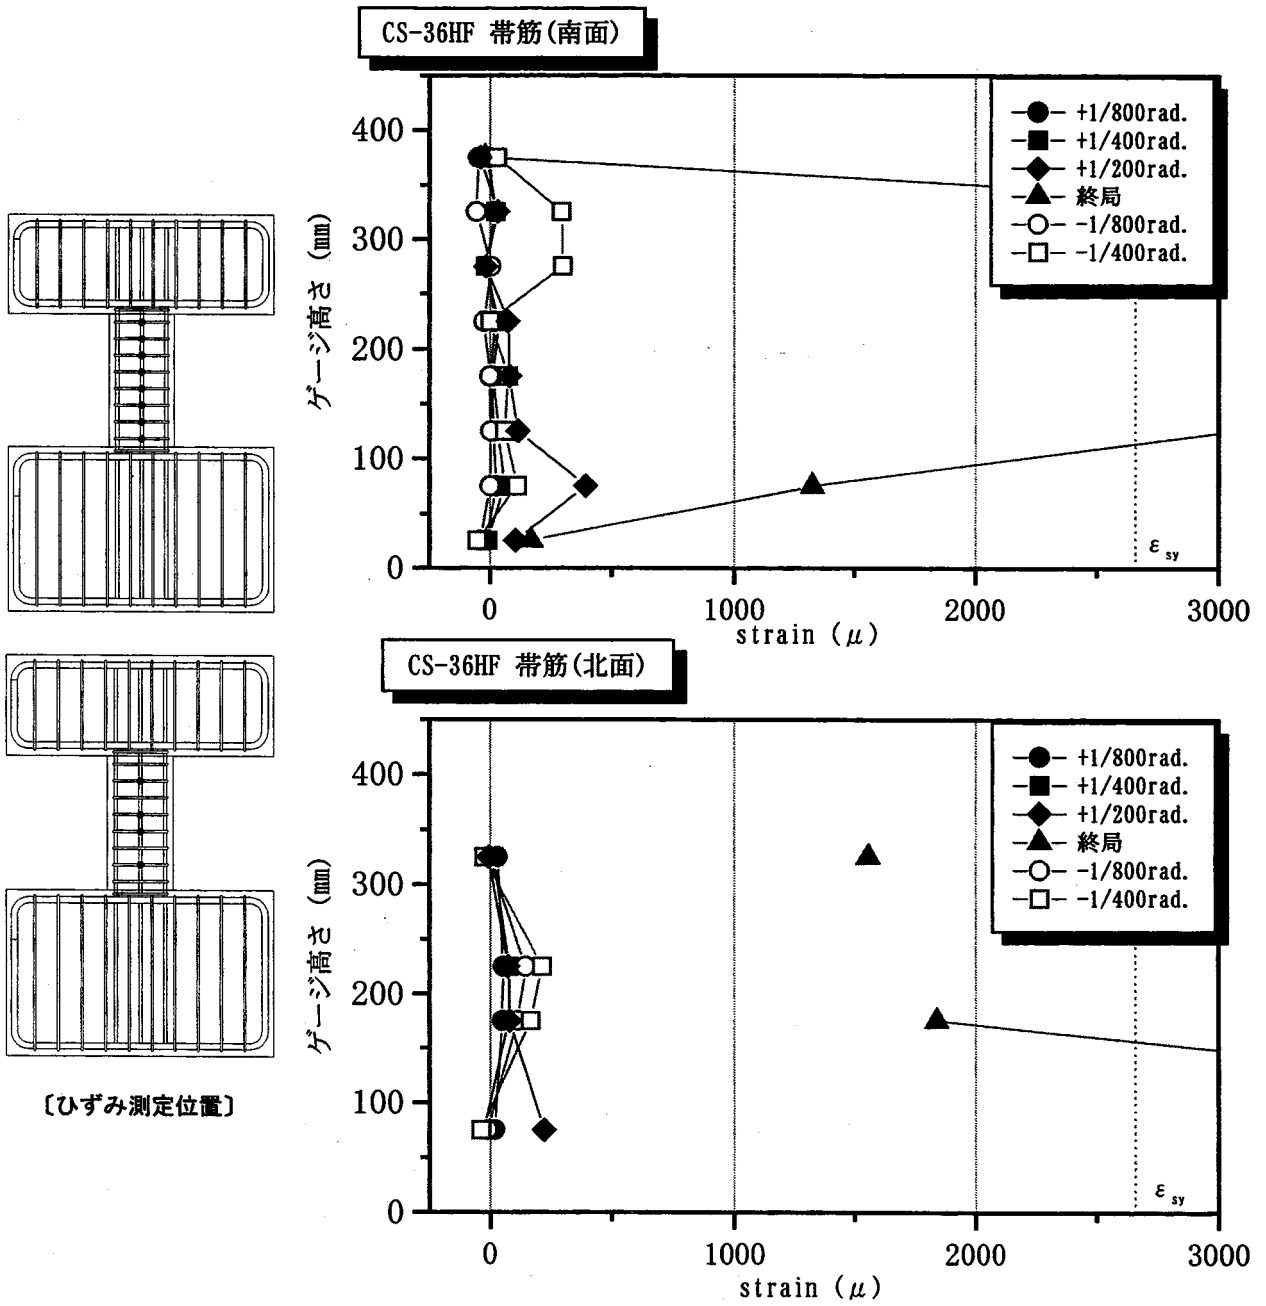 CS-36HF 帯筋(南面)
+1/800rad.
+1/400rad.
+1/200rad.
終局
-1/800rad.
-1/400rad.
400
300
200
100
0
ゲージ高さ (mm)
εsy
0 1000 2000 3000
strain (μ)
CS-36HF 帯筋(北面)
+1/800rad.
+1/400rad.
+1/200rad.
終局
-1/800rad.
-1/400rad.
400
300
200
100
0
ゲージ高さ (mm)
εsy
0 1000 2000 3000
strain (μ)
〔ひずみ測定位置〕